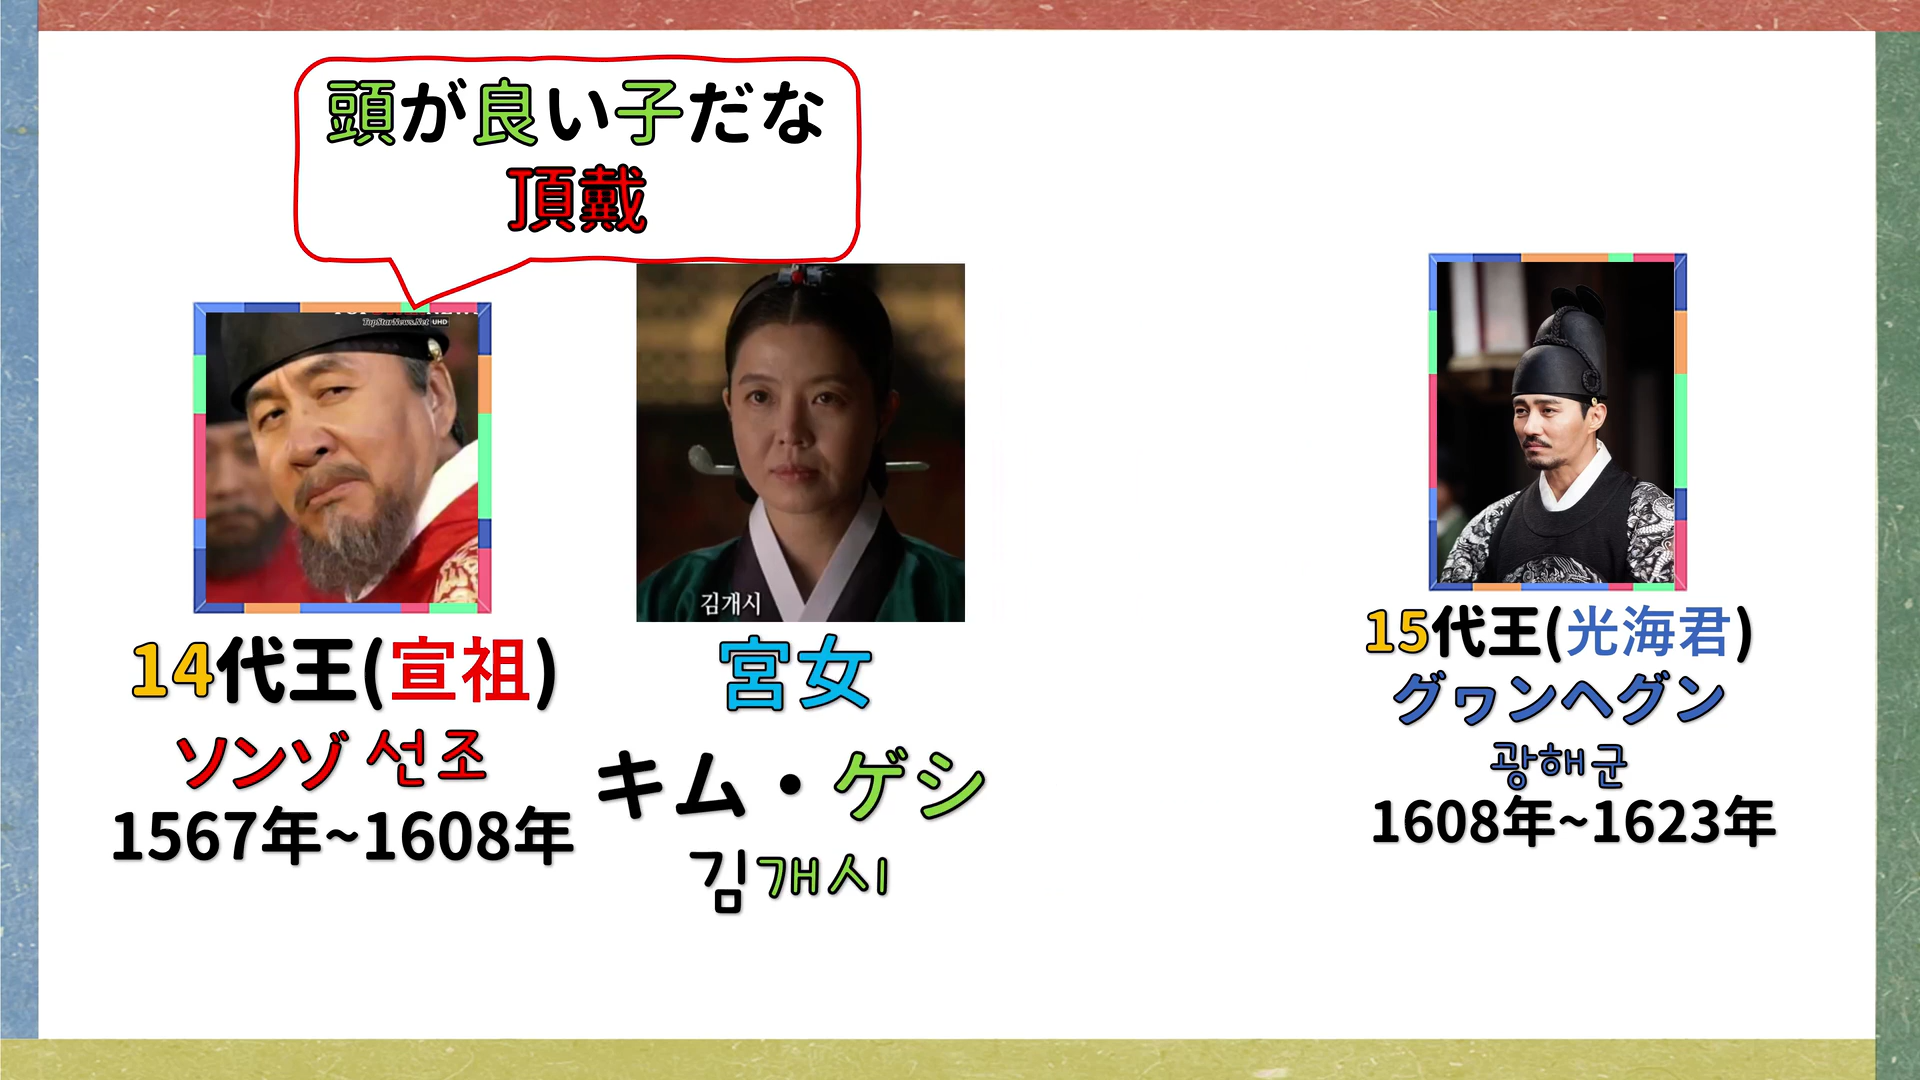 頭が良い子だな
頂戴
TopStarNews.Net UHD
김개시
14代王(宣祖)
ソンゾ 선조
1567年~1608年
宮女
キム・ゲシ
김개시
15代王(光海君)
グヮンヘグン
광해군
1608年~1623年